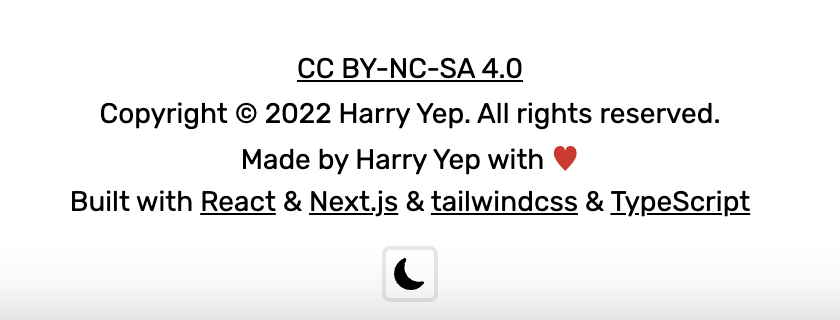 CC BY-NC-SA 4.0
Copyright © 2022 Harry Yep. All rights reserved.
Made by Harry Yep with ♥
Built with React & Next.js & tailwindcss & TypeScript